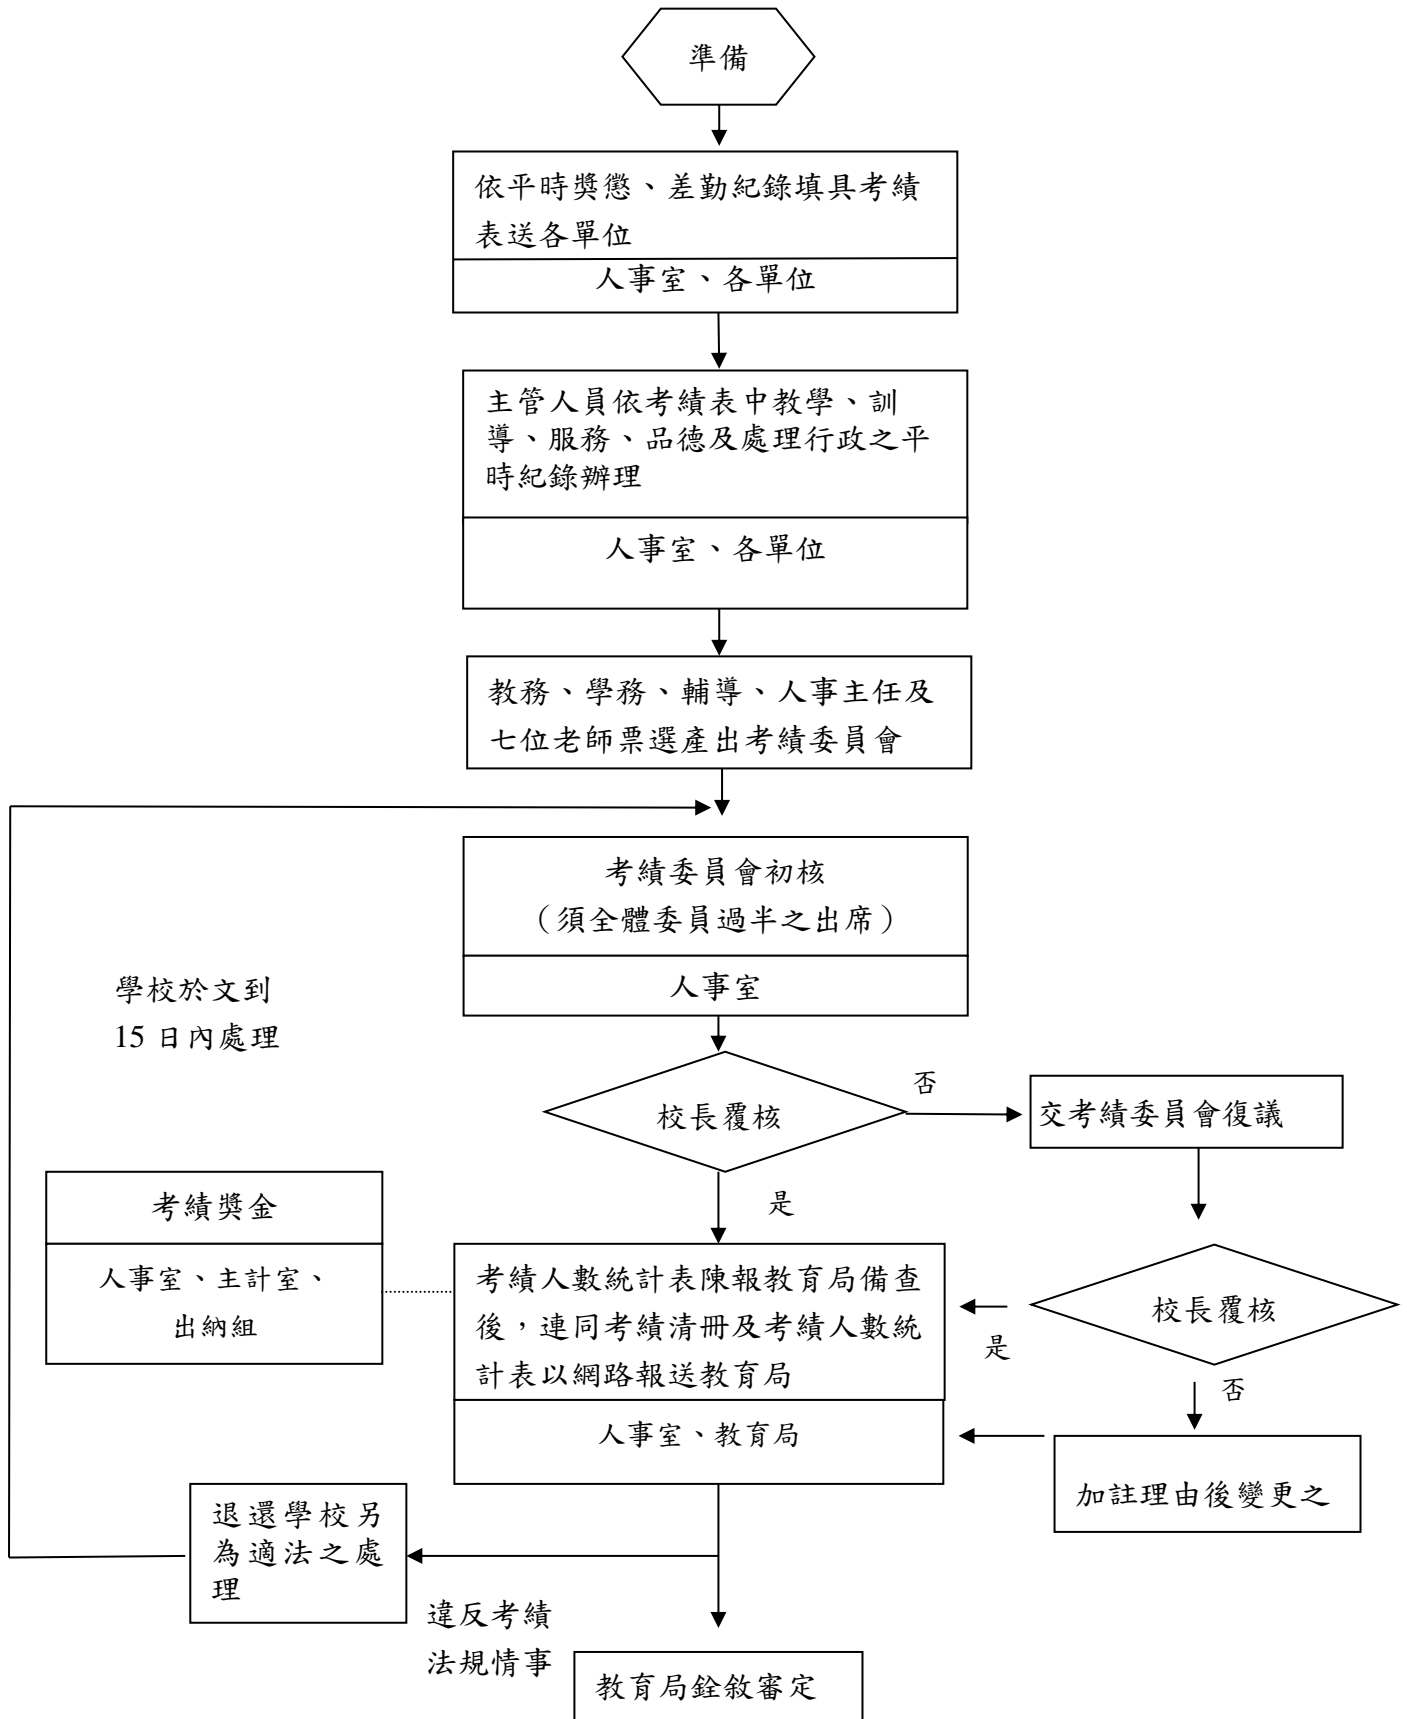 準備
依平時獎懲、差勤紀錄填具考績
表送各單位
人事室、各單位
主管人員依考績表中教學、訓
導、服務、品德及處理行政之平
時紀錄辦理
人事室、各單位
教務、學務、輔導、人事主任及
七位老師票選產出考績委員會
考績委員會初核
（須全體委員過半之出席）
人事室
學校於文到
15 日內處理
校長覆核
否
交考績委員會復議
是
考績獎金
人事室、主計室、
出納組
考績人數統計表陳報教育局備查
後，連同考績清冊及考績人數統
計表以網路報送教育局
人事室、教育局
校長覆核
是
否
加註理由後變更之
退還學校另
為適法之處
理
違反考績
法規情事
教育局銓敘審定